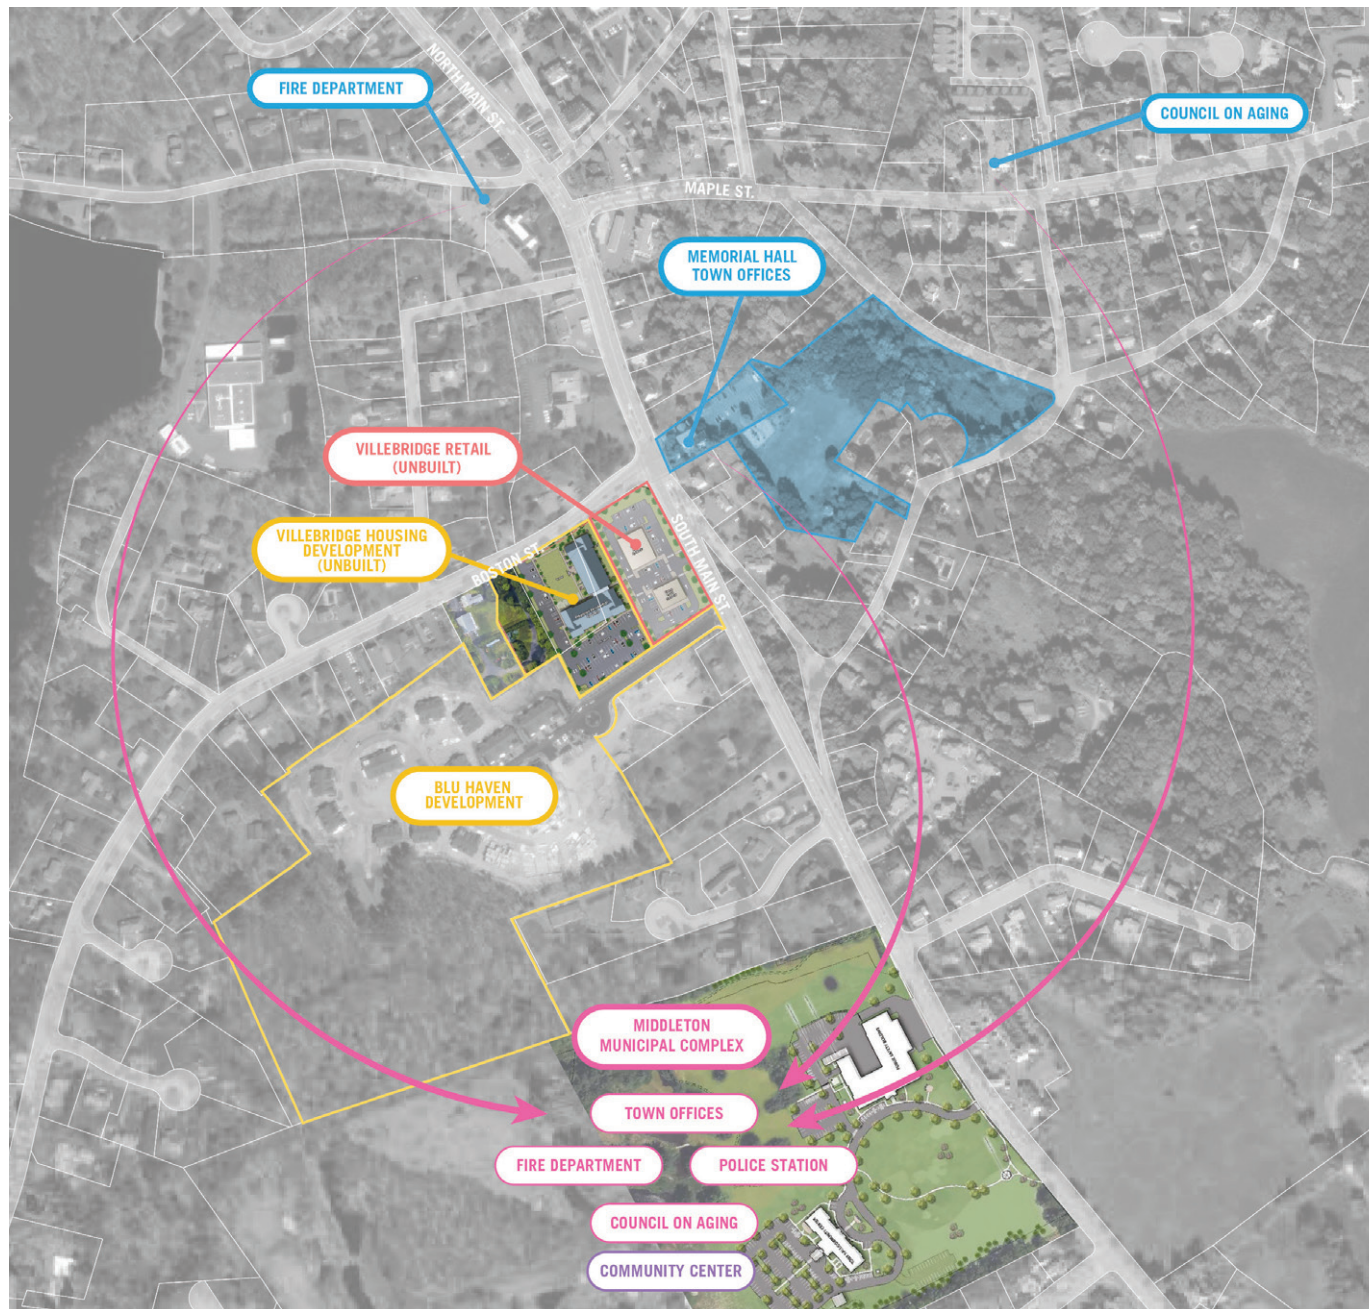 NORTH MAIN ST.
FIRE DEPARTMENT
COUNCIL ON AGING
MAPLE ST.
MEMORIAL HALL
TOWN OFFICES
VILLEBRIDGE RETAIL
(UNBUILT)
VILLEBRIDGE HOUSING
DEVELOPMENT
(UNBUILT)
BOSTON ST.
SOUTH MAIN ST.
BLU HAVEN
DEVELOPMENT
MIDDLETON
MUNICIPAL COMPLEX
TOWN OFFICES
FIRE DEPARTMENT
POLICE STATION
COUNCIL ON AGING
COMMUNITY CENTER